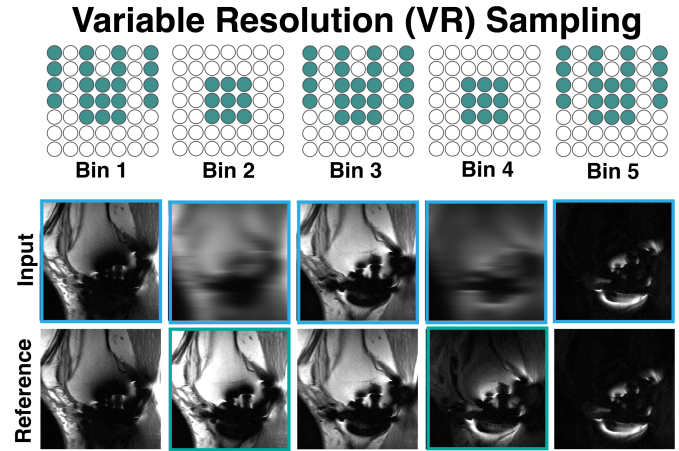 Variable Resolution (VR) Sampling
Bin 1 Bin 2 Bin 3 Bin 4 Bin 5
Input
Reference